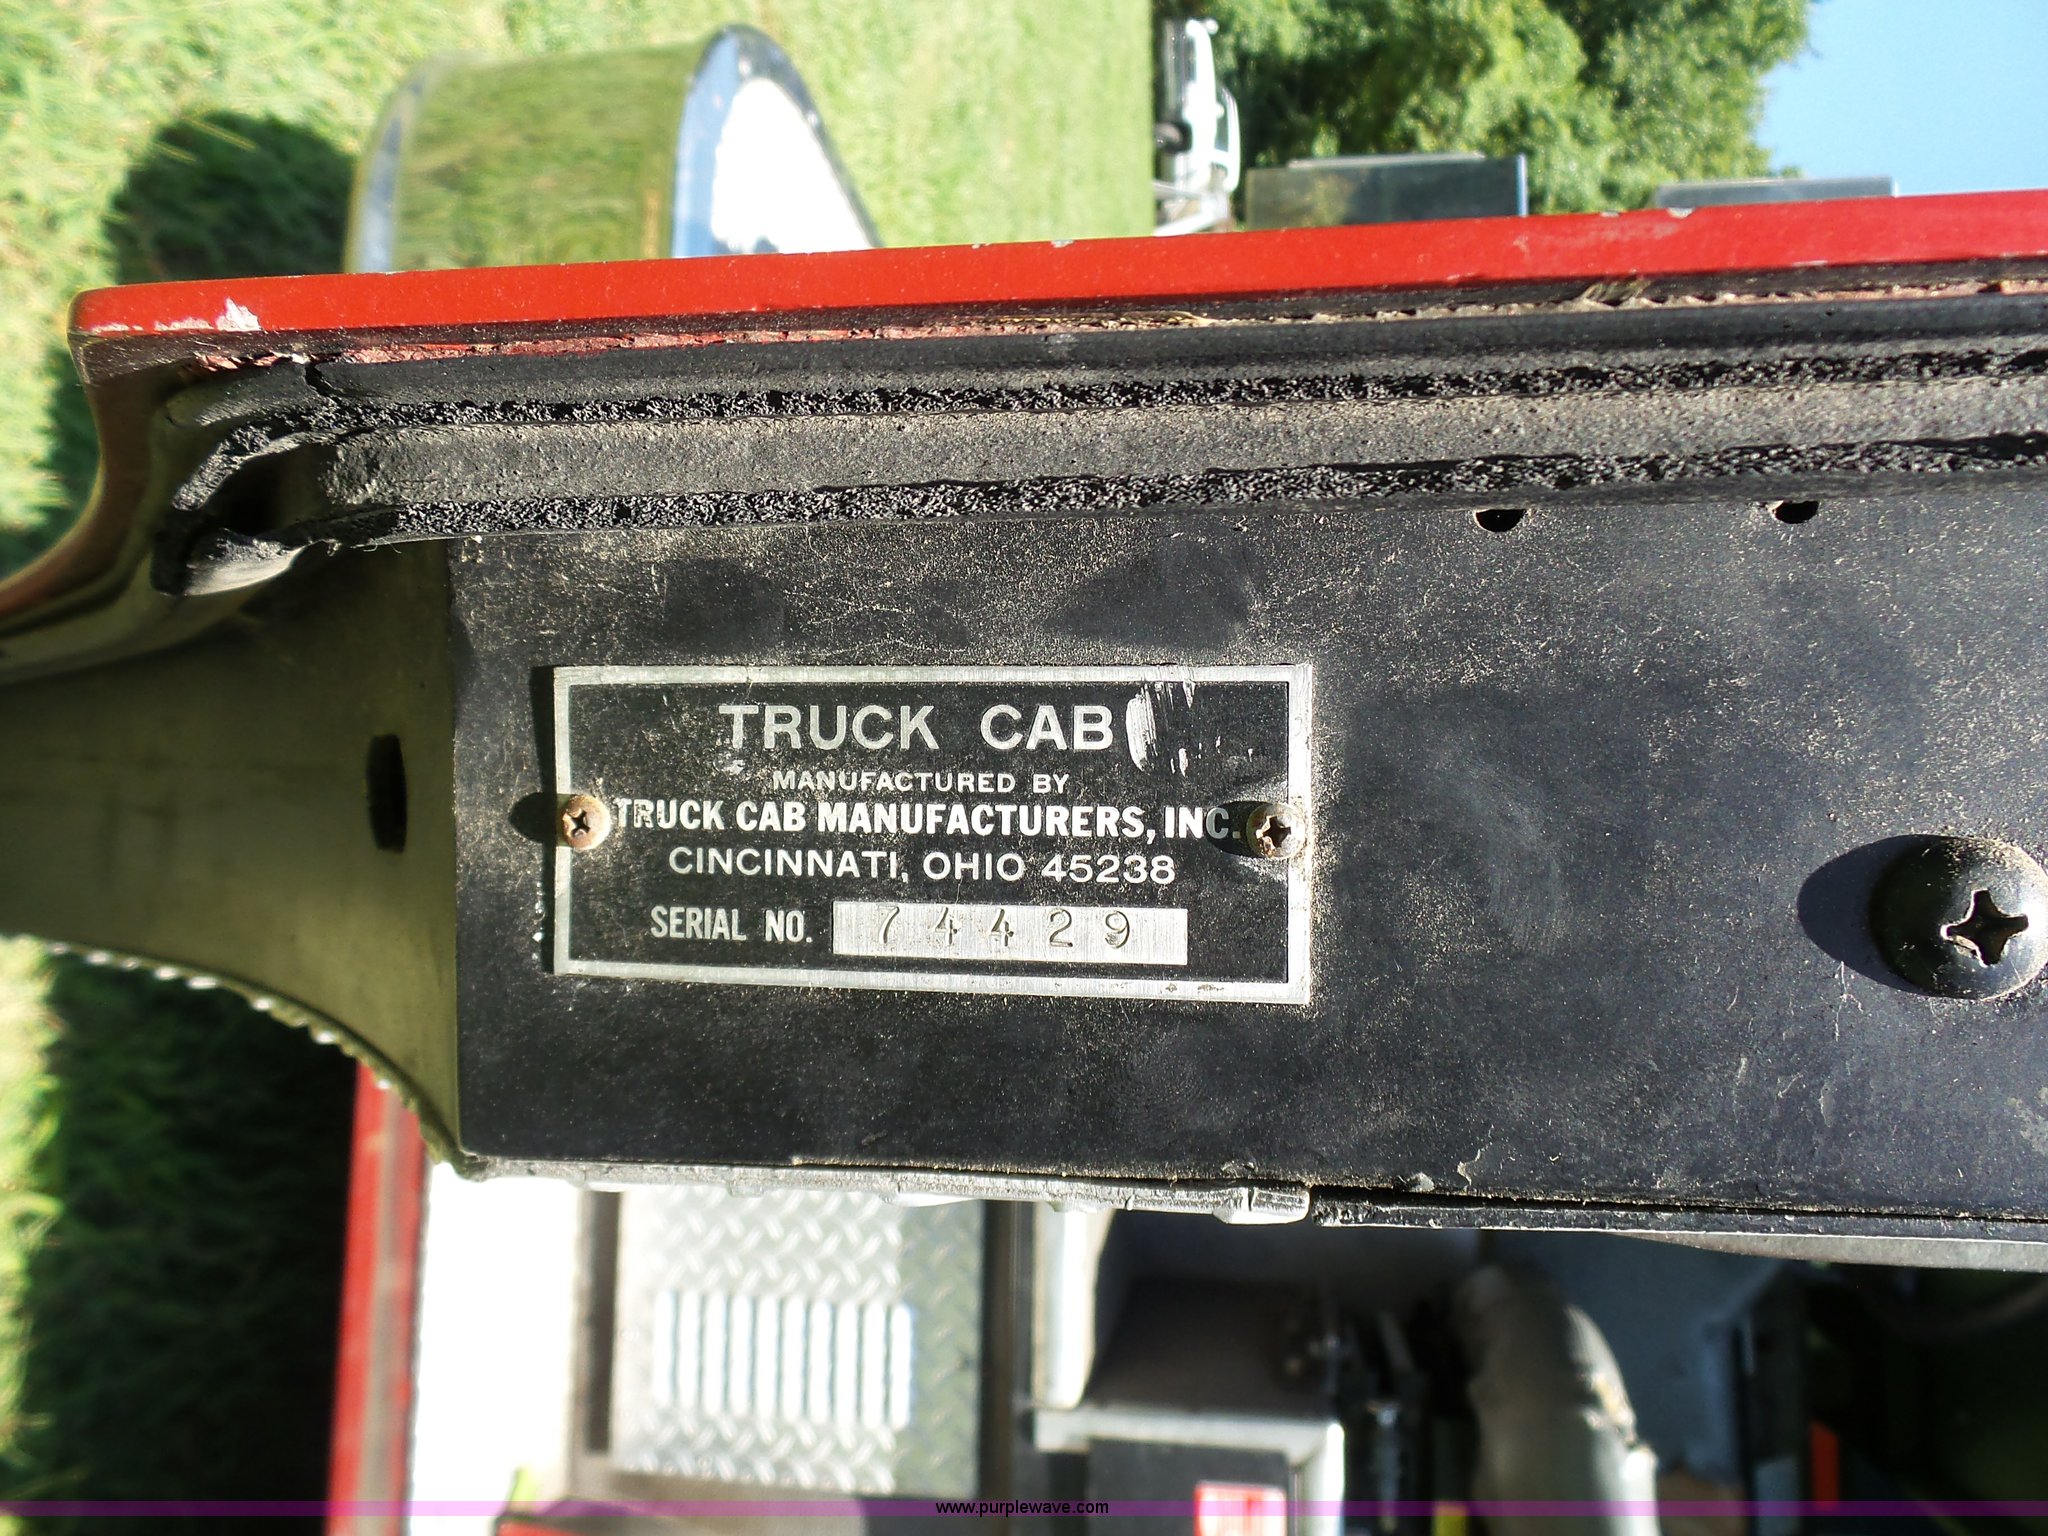 TRUCK CAB
MANUFACTURED BY
TRUCK CAB MANUFACTURERS, INC.
CINCINNATI, OHIO 45238
SERIAL NO. 74429
www.purplewave.com